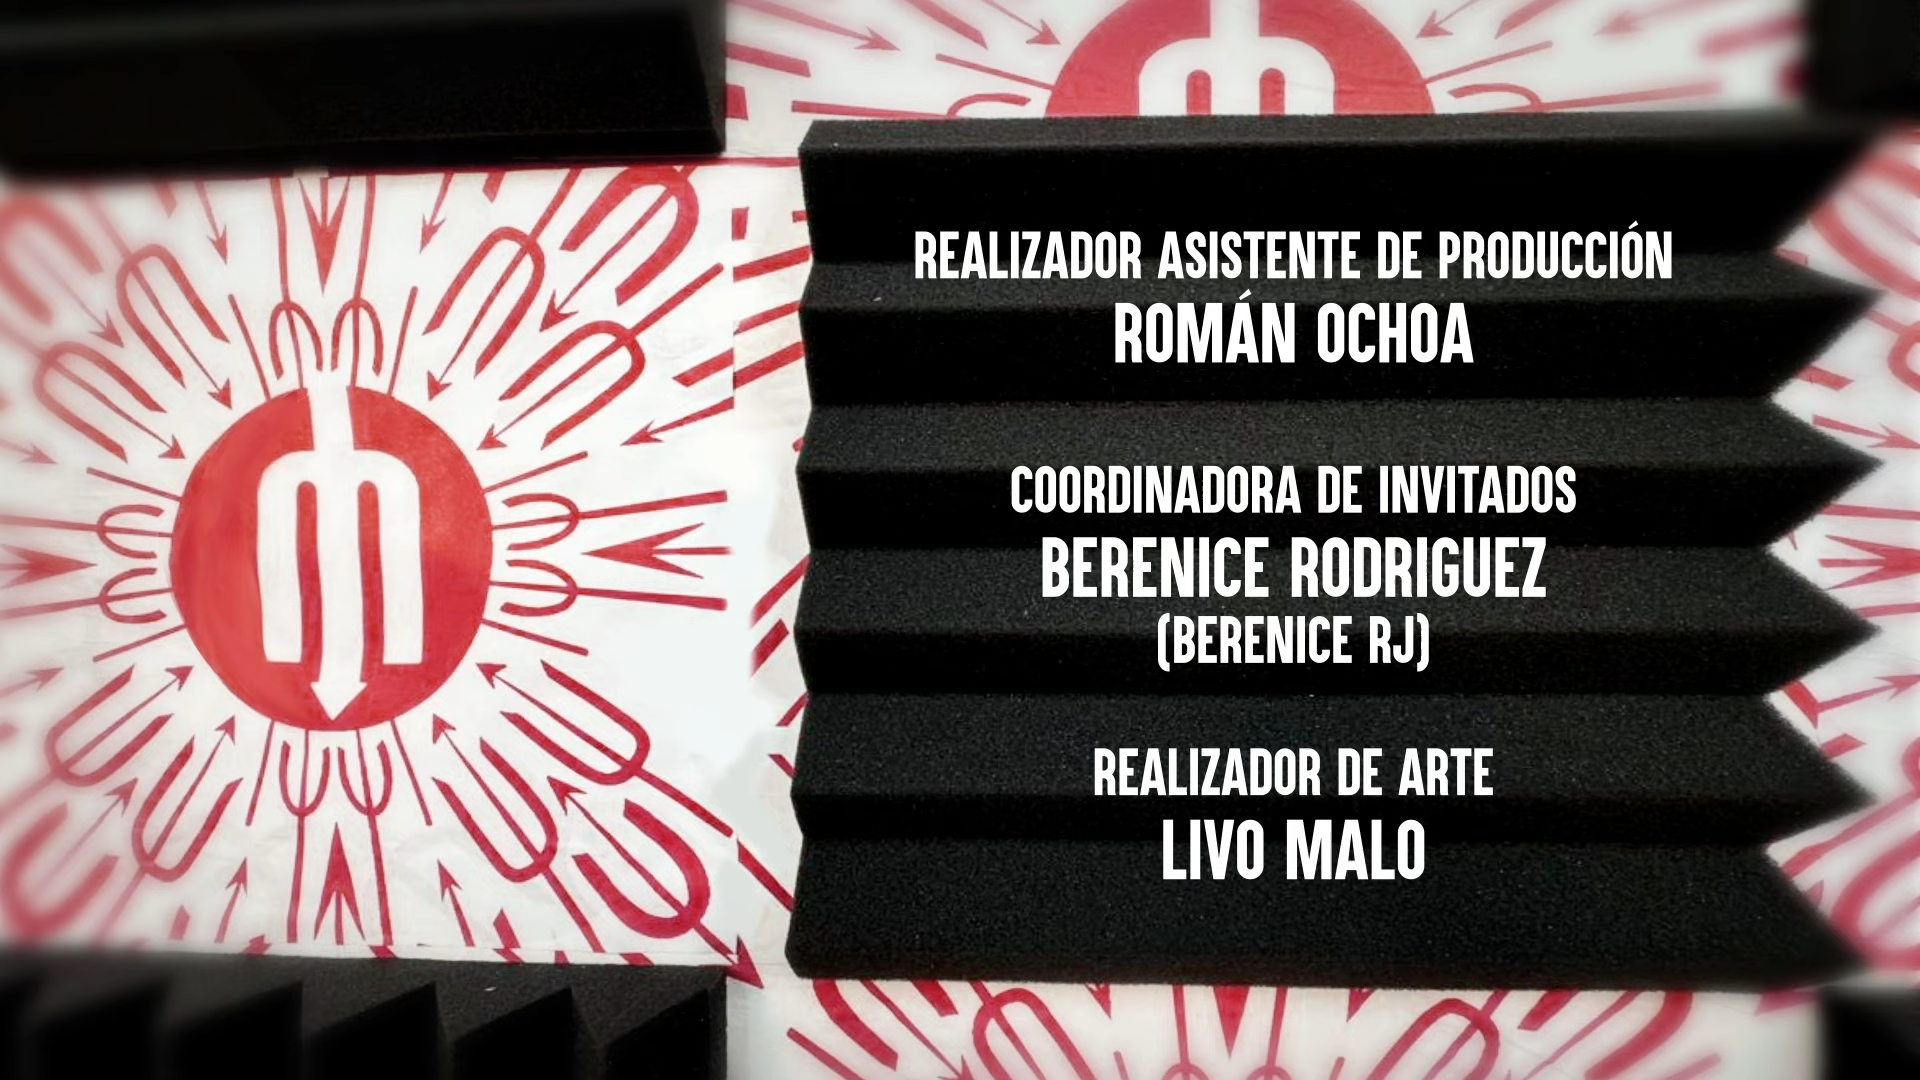 REALIZADOR ASISTENTE DE PRODUCCIÓN
ROMÁN OCHOA
COORDINADORA DE INVITADOS
BERENICE RODRIGUEZ
(BERENICE RJ)
REALIZADOR DE ARTE
LIVO MALO